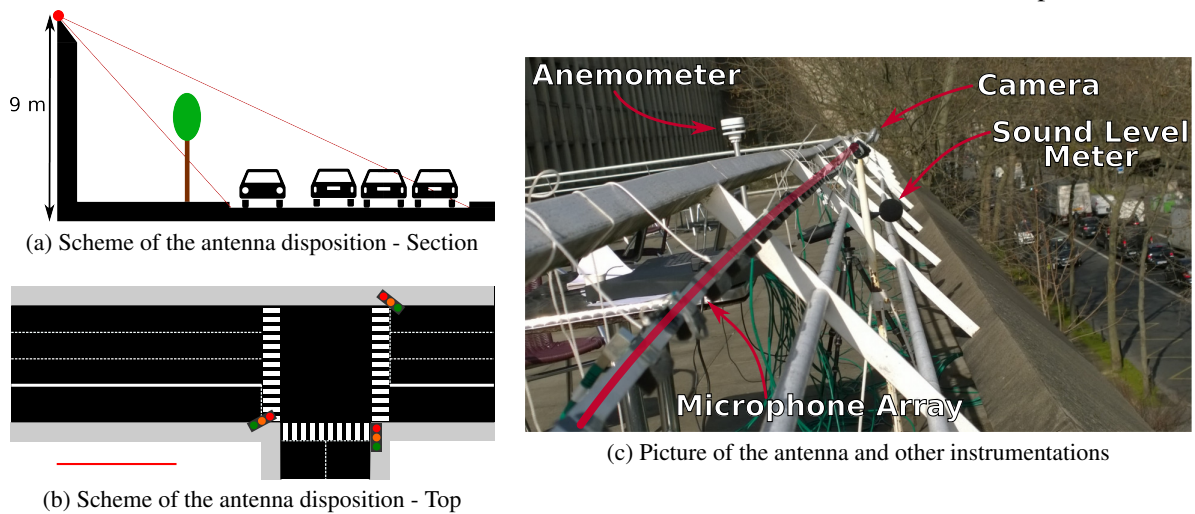 9 m
(a) Scheme of the antenna disposition - Section
(b) Scheme of the antenna disposition - Top
Anemometer
Camera
Sound Level
Meter
Microphone Array
(c) Picture of the antenna and other instrumentations